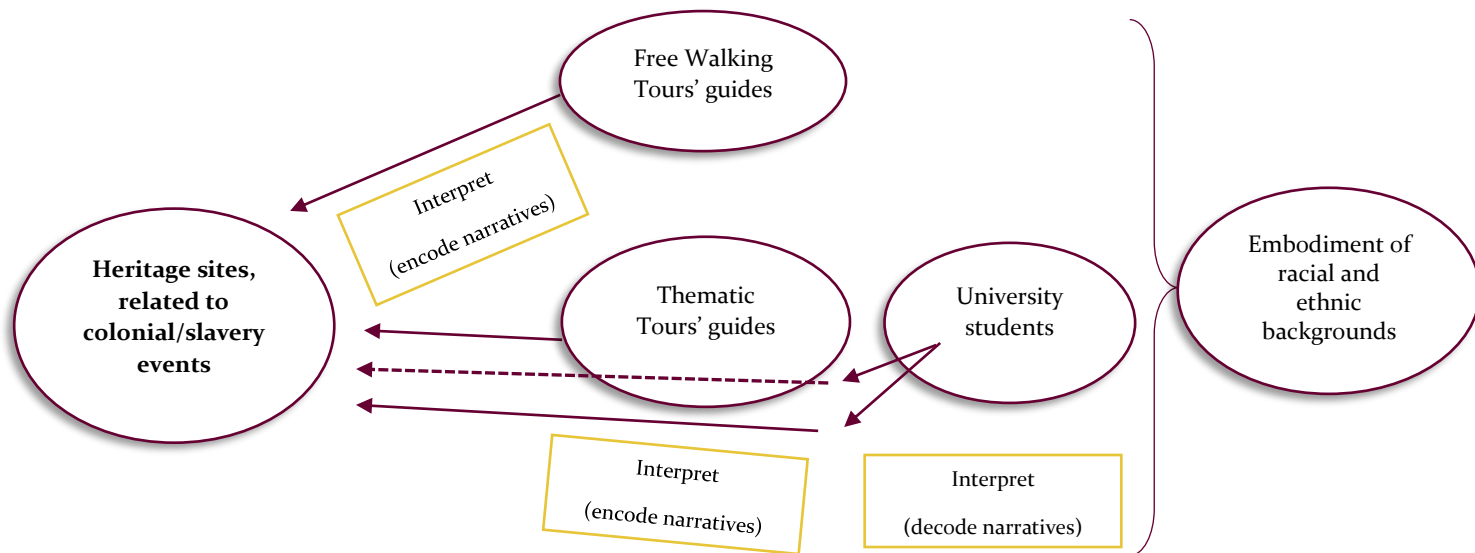 Free Walking
Tours’ guides
Interpret
(encode narratives)
Heritage sites,
related to
colonial/slavery
events
Thematic
Tours’ guides
University
students
Embodiment of
racial and
ethnic
backgrounds
Interpret
(encode narratives)
Interpret
(decode narratives)